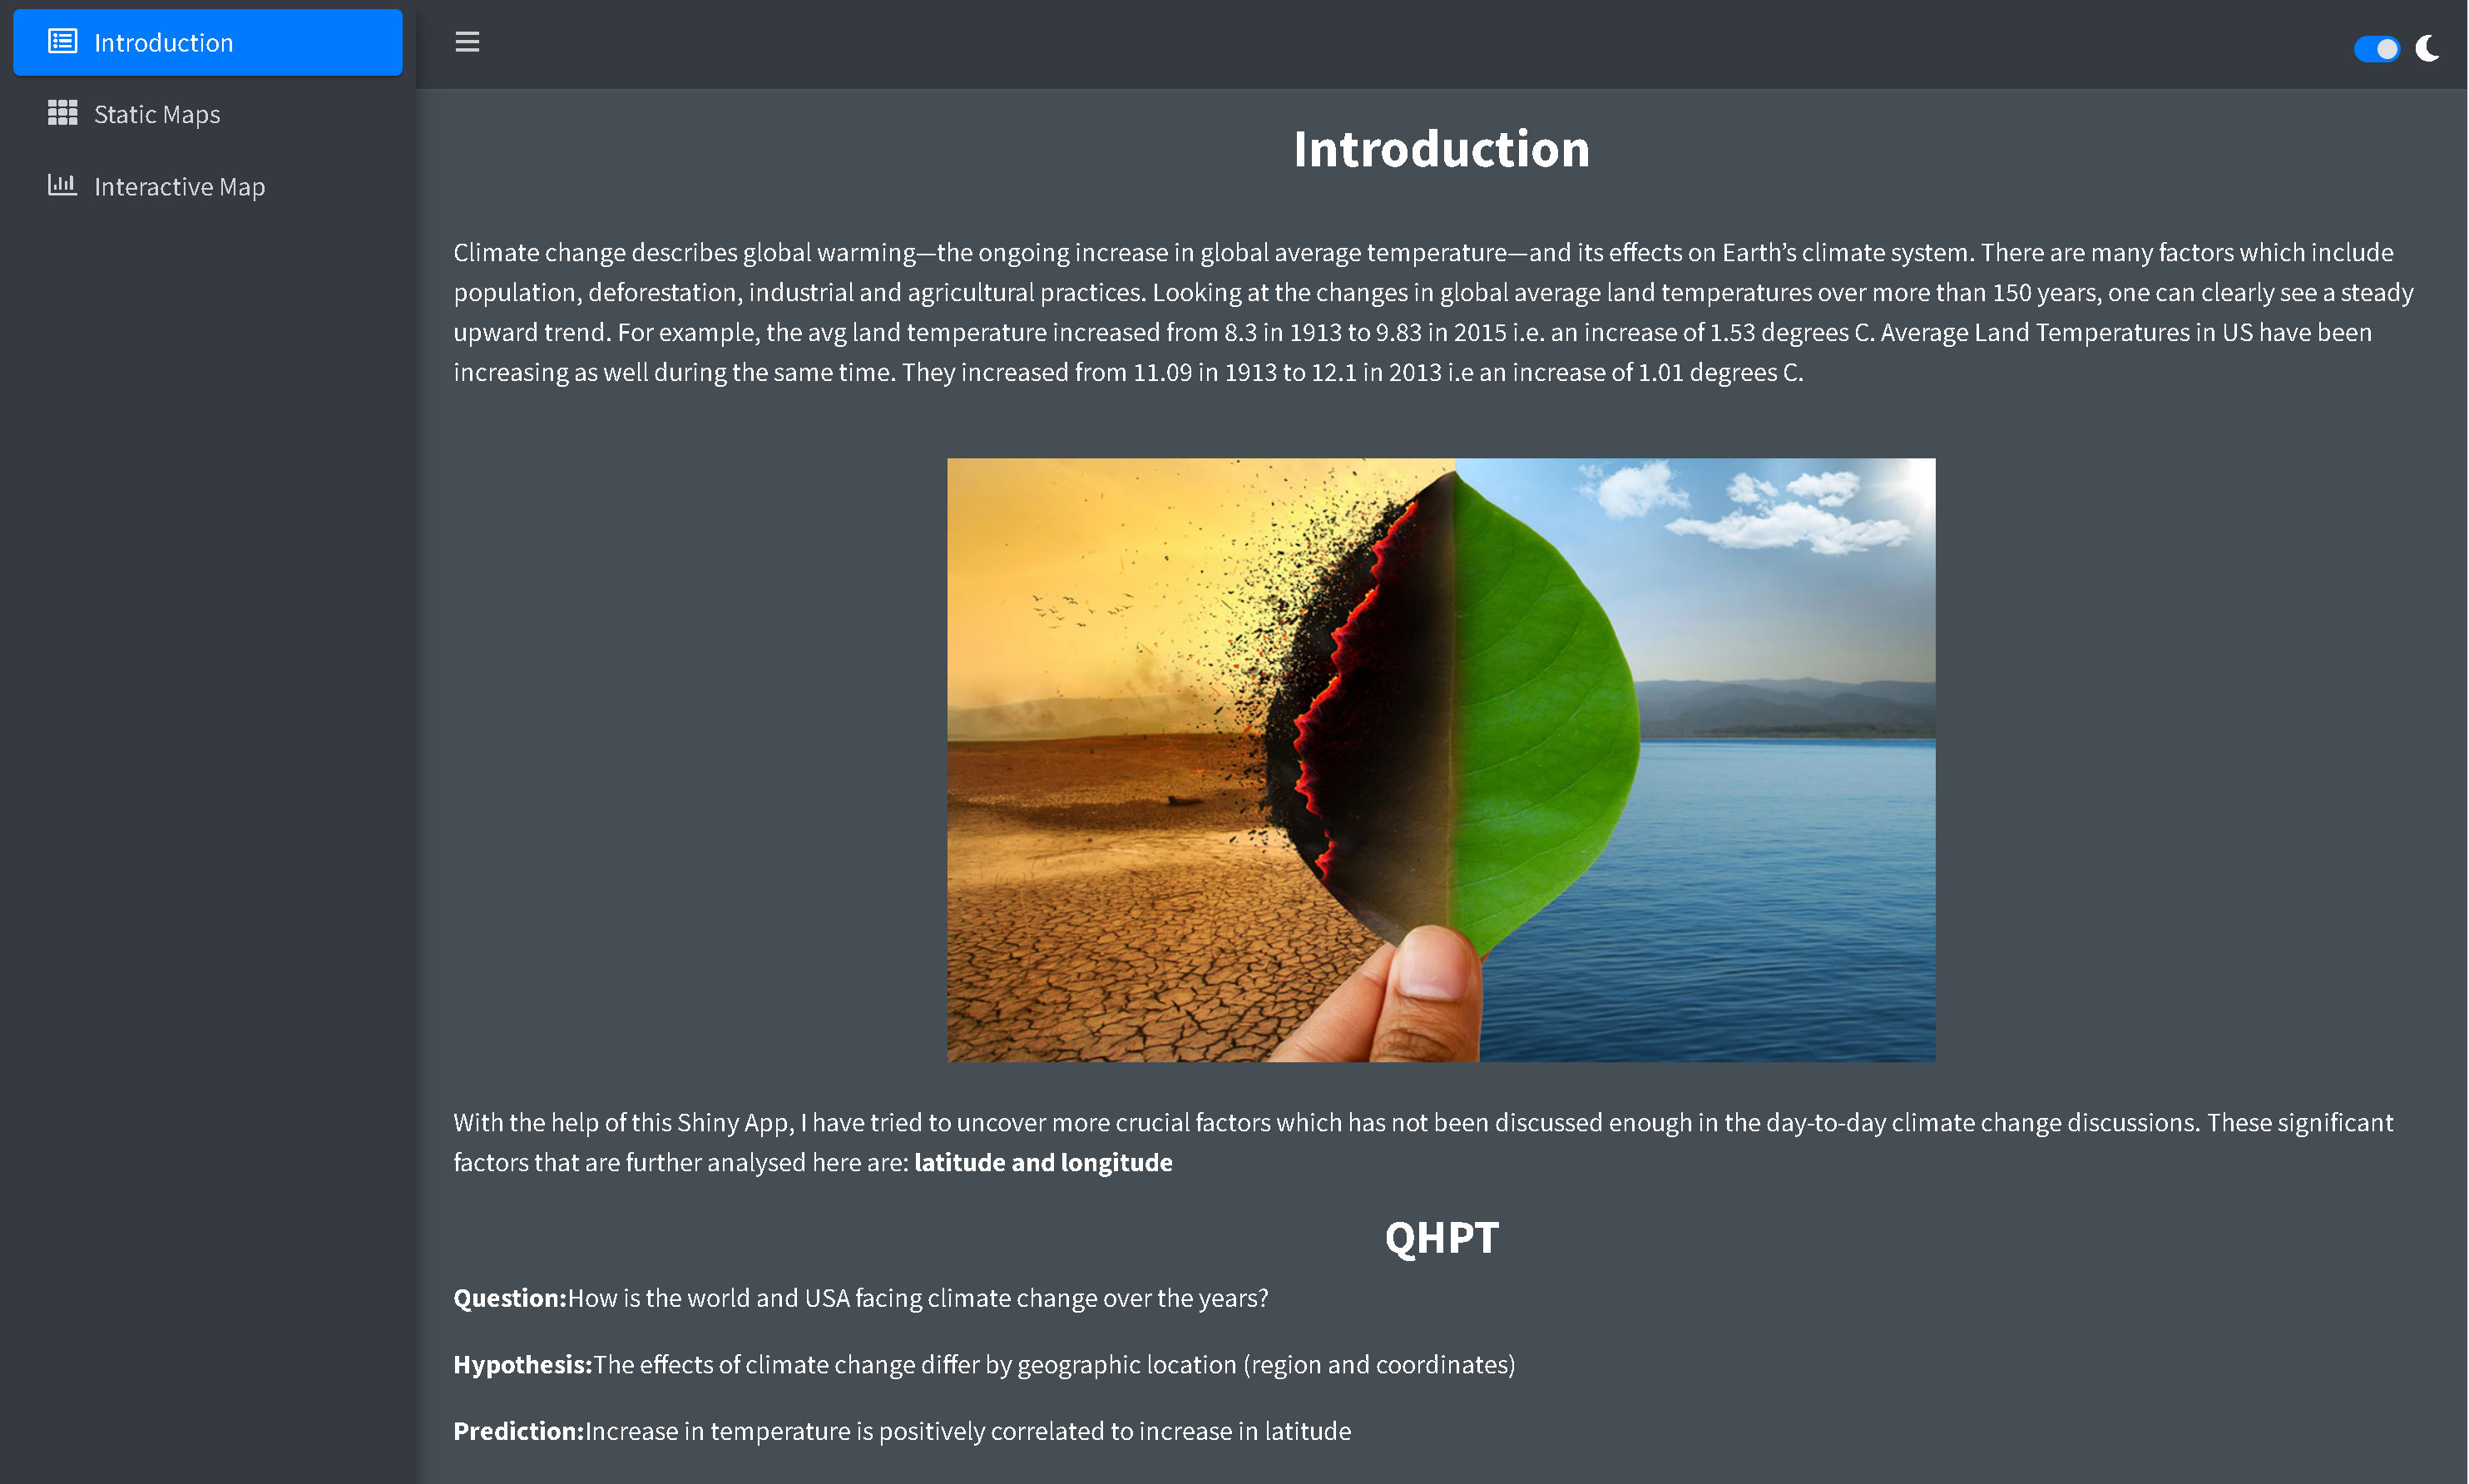 Introduction
Static Maps
Interactive Map
Introduction
Climate change describes global warming—the ongoing increase in global average temperature—and its effects on Earth’s climate system. There are many factors which include
population, deforestation, industrial and agricultural practices. Looking at the changes in global average land temperatures over more than 150 years, one can clearly see a steady
upward trend. For example, the avg land temperature increased from 8.3 in 1913 to 9.83 in 2015 i.e. an increase of 1.53 degrees C. Average Land Temperatures in US have been
increasing as well during the same time. They increased from 11.09 in 1913 to 12.1 in 2013 i.e an increase of 1.01 degrees C.
With the help of this Shiny App, I have tried to uncover more crucial factors which has not been discussed enough in the day-to-day climate change discussions. These significant
factors that are further analysed here are: latitude and longitude
QHPT
Question:How is the world and USA facing climate change over the years?
Hypothesis:The effects of climate change differ by geographic location (region and coordinates)
Prediction:Increase in temperature is positively correlated to increase in latitude